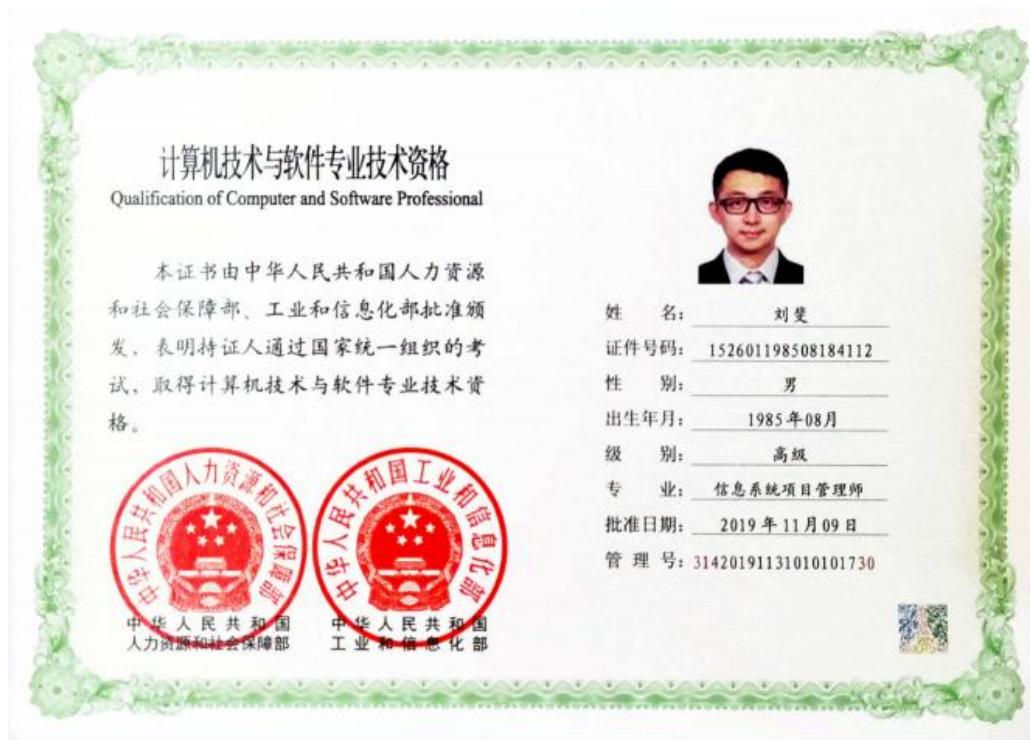 计算机技术与软件专业技术资格
Qualification of Computer and Software Professional
本证书由中华人民共和国人力资源
和社会保障部、工业和信息化部批准颁
发，表明持证人通过国家统一组织的考
试，取得计算机技术与软件专业技术资
格。
中华人民共和国人力资源和社会保障部
中华人民共和国工业和信息化部
中华人民共和国
人力资源和社会保障部
中华人民共和国
工业和信息化部
姓 名：刘斐
证件号码：152601198508184112
性 别：男
出生年月：1985年08月
级 别：高级
专 业：信息系统项目管理师
批准日期：2019年11月09日
管 理 号：31420191131010101730